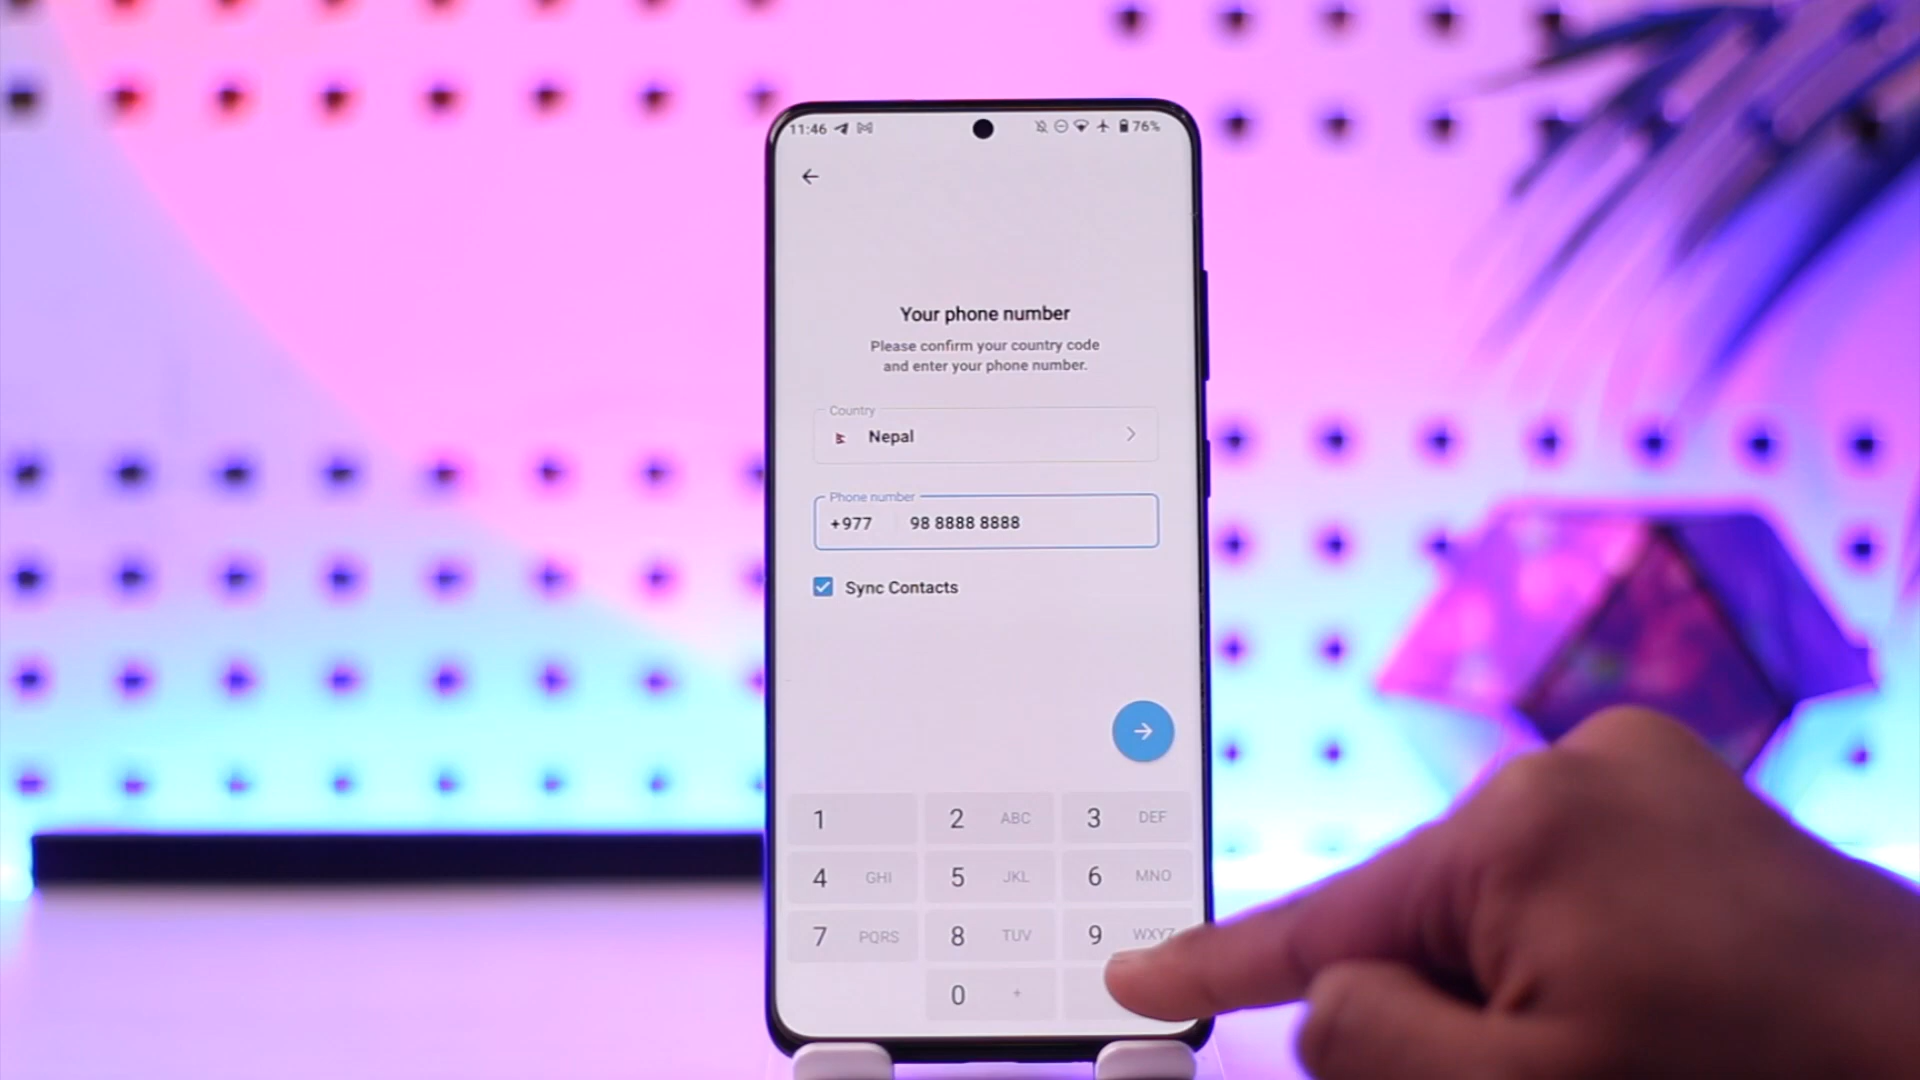 11:46 76%
Your phone number
Please confirm your country code
and enter your phone number.
Country
Nepal
Phone number
+977 98 8888 8888
Sync Contacts
1 2 ABC 3 DEF
4 GHI 5 JKL 6 MNO
7 PQRS 8 TUV 9 WXYZ
0 +